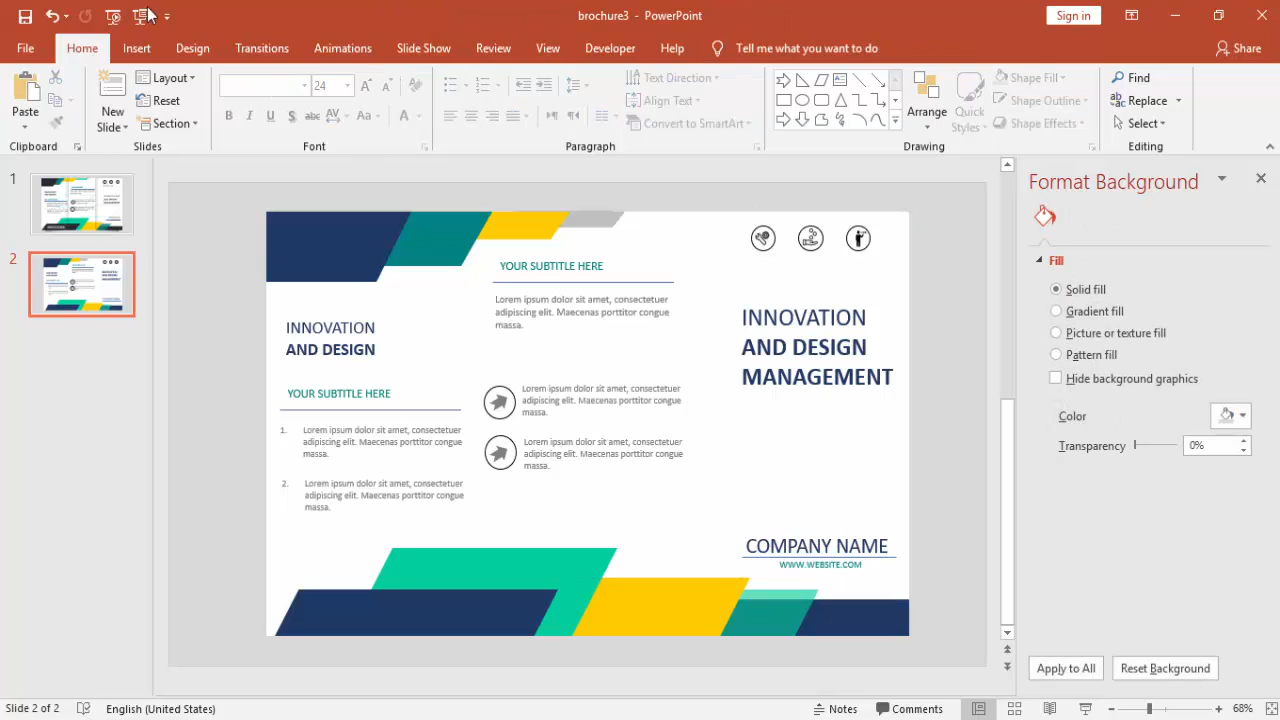 brochure3 - PowerPoint
Sign in
File
Home
Insert
Design
Transitions
Animations
Slide Show
Review
View
Developer
Help
Tell me what you want to do
Share
Paste
Clipboard
New
Slide
Layout
Reset
Section
Slides
24
B I U S abc AV Aa A
Font
Text Direction
Align Text
Convert to SmartArt
Paragraph
Arrange
Quick
Styles
Shape Fill
Shape Outline
Shape Effects
Drawing
Find
Replace
Select
Editing
1
2
INNOVATION
AND DESIGN
YOUR SUBTITLE HERE
1. Lorem ipsum dolor sit amet, consectetuer
adipiscing elit. Maecenas porttitor congue
massa.
2. Lorem ipsum dolor sit amet, consectetuer
adipiscing elit. Maecenas porttitor congue
massa.
YOUR SUBTITLE HERE
Lorem ipsum dolor sit amet, consectetuer
adipiscing elit. Maecenas porttitor congue
massa.
Lorem ipsum dolor sit amet, consectetuer
adipiscing elit. Maecenas porttitor congue
massa.
Lorem ipsum dolor sit amet, consectetuer
adipiscing elit. Maecenas porttitor congue
massa.
INNOVATION
AND DESIGN
MANAGEMENT
COMPANY NAME
WWW.WEBSITE.COM
Format Background
Fill
Solid fill
Gradient fill
Picture or texture fill
Pattern fill
Hide background graphics
Color
Transparency
0%
Apply to All
Reset Background
Slide 2 of 2
English (United States)
Notes
Comments
68%